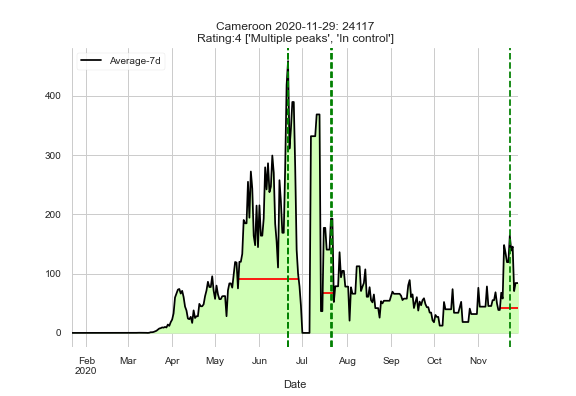 Cameroon 2020-11-29: 24117
Rating:4 ['Multiple peaks', 'In control']
Average-7d
400
300
200
100
0
Feb Mar Apr May Jun Jul Aug Sep Oct Nov
2020
Date